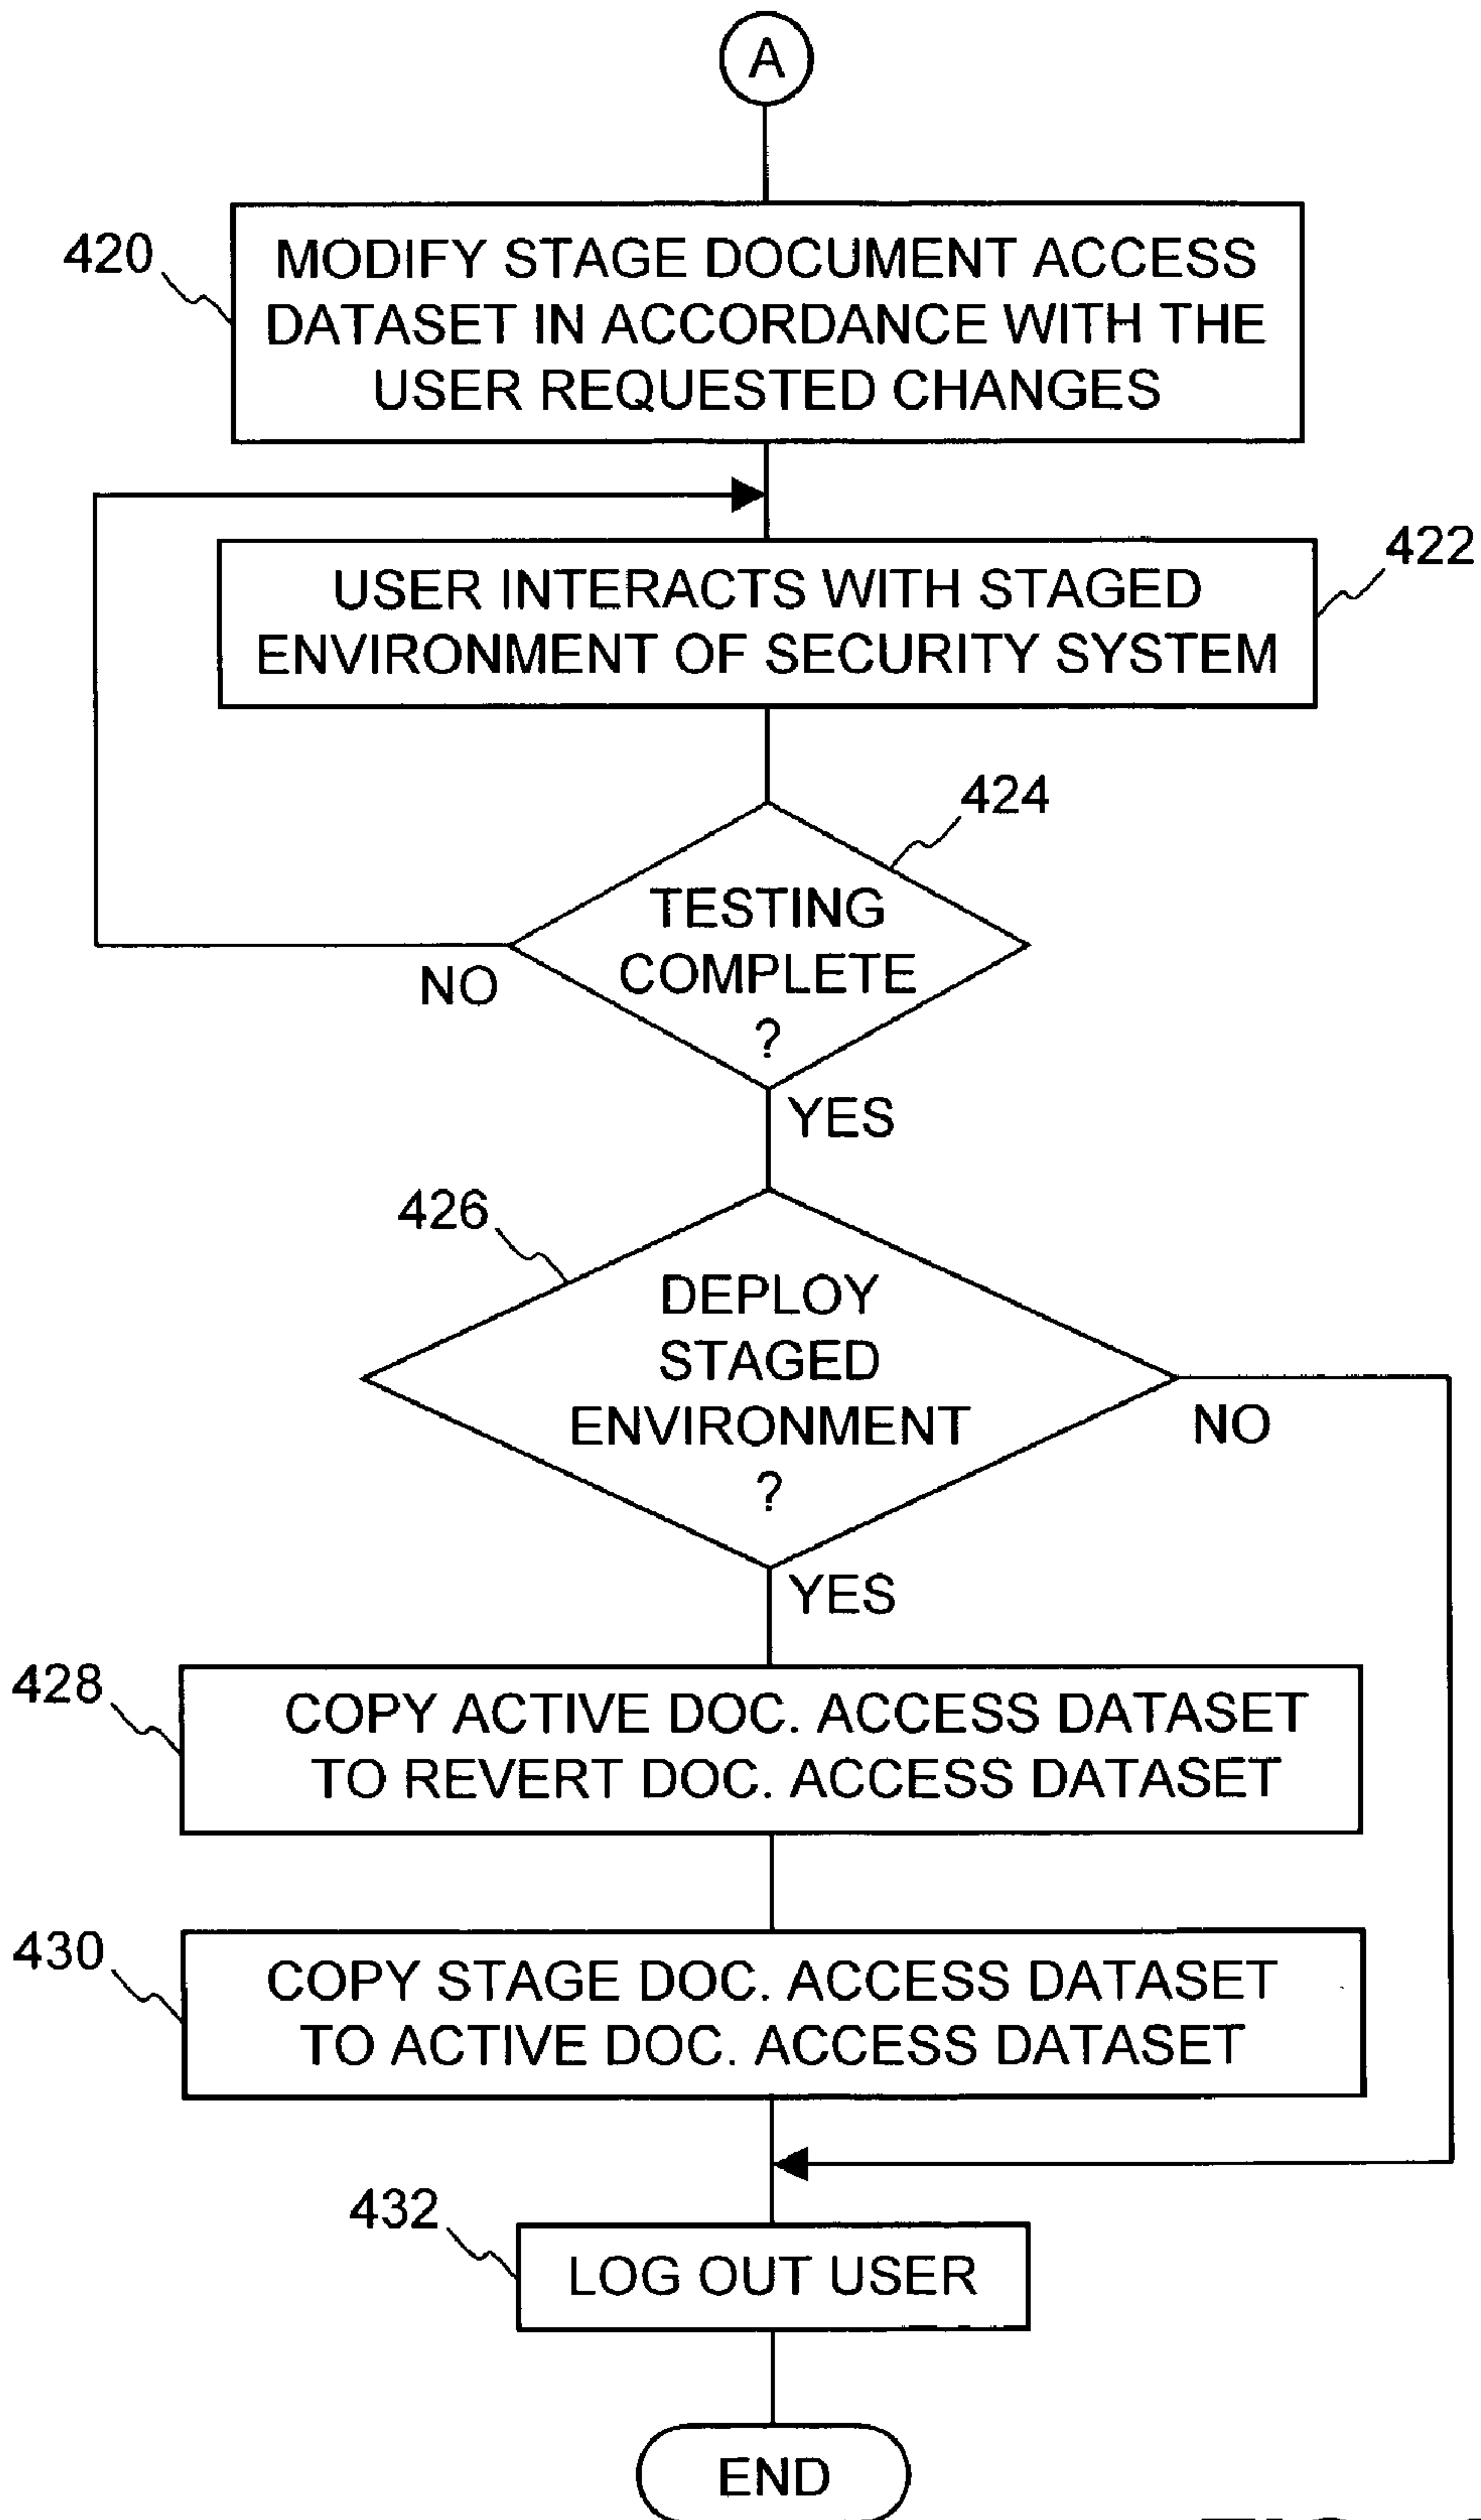 A
420
MODIFY STAGE DOCUMENT ACCESS
DATASET IN ACCORDANCE WITH THE
USER REQUESTED CHANGES
422
USER INTERACTS WITH STAGED
ENVIRONMENT OF SECURITY SYSTEM
424
TESTING
COMPLETE
?
NO
YES
426
DEPLOY
STAGED
ENVIRONMENT
?
NO
YES
428
COPY ACTIVE DOC. ACCESS DATASET
TO REVERT DOC. ACCESS DATASET
430
COPY STAGE DOC. ACCESS DATASET
TO ACTIVE DOC. ACCESS DATASET
432
LOG OUT USER
END